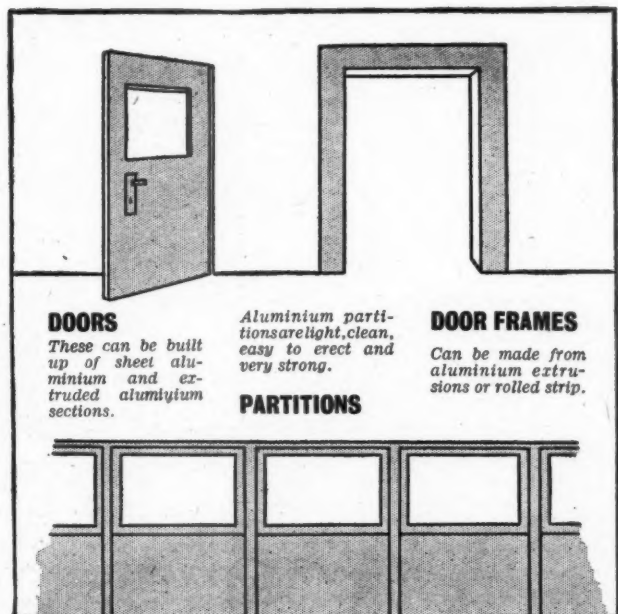 DOORS
These can be built
up of sheet alu-
minium and ex-
truded alumiyium
sections.
Aluminium parti-
tionsarelight,clean,
easy to erect and
very strong.
PARTITIONS
DOOR FRAMES
Can be made from
aluminium extru-
sions or rolled strip.